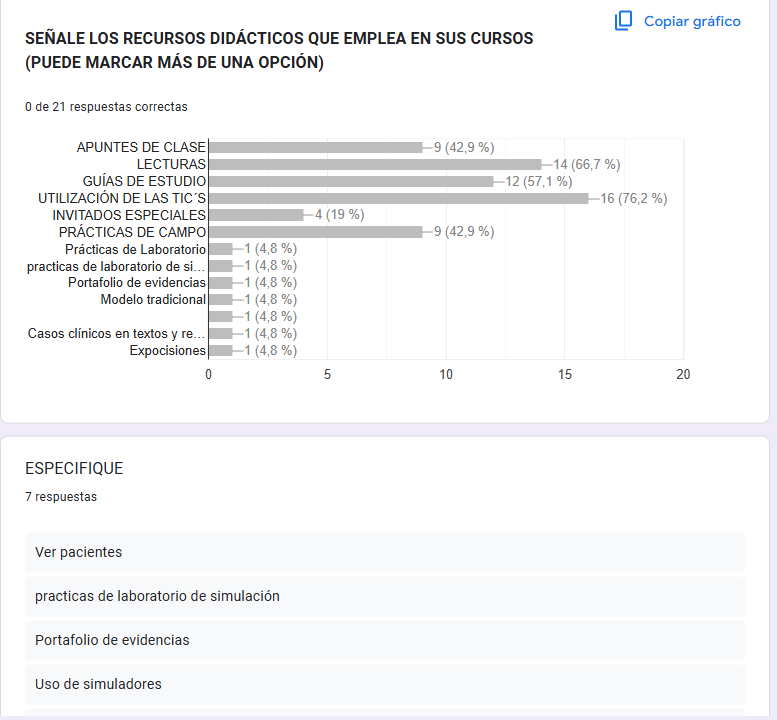 Copiar gráfico
SEÑALE LOS RECURSOS DIDÁCTICOS QUE EMPLEA EN SUS CURSOS
(PUEDE MARCAR MÁS DE UNA OPCIÓN)
0 de 21 respuestas correctas
APUNTES DE CLASE 9 (42,9 %)
LECTURAS 14 (66,7 %)
GUÍAS DE ESTUDIO 12 (57,1 %)
UTILIZACIÓN DE LAS TIC´S 16 (76,2 %)
INVITADOS ESPECIALES 4 (19 %)
PRÁCTICAS DE CAMPO 9 (42,9 %)
Prácticas de Laboratorio 1 (4,8 %)
practicas de laboratorio de si... 1 (4,8 %)
Portafolio de evidencias 1 (4,8 %)
Modelo tradicional 1 (4,8 %)
1 (4,8 %)
Casos clínicos en textos y re... 1 (4,8 %)
Expocisiones 1 (4,8 %)
0 5 10 15 20
ESPECIFIQUE
7 respuestas
Ver pacientes
practicas de laboratorio de simulación
Portafolio de evidencias
Uso de simuladores